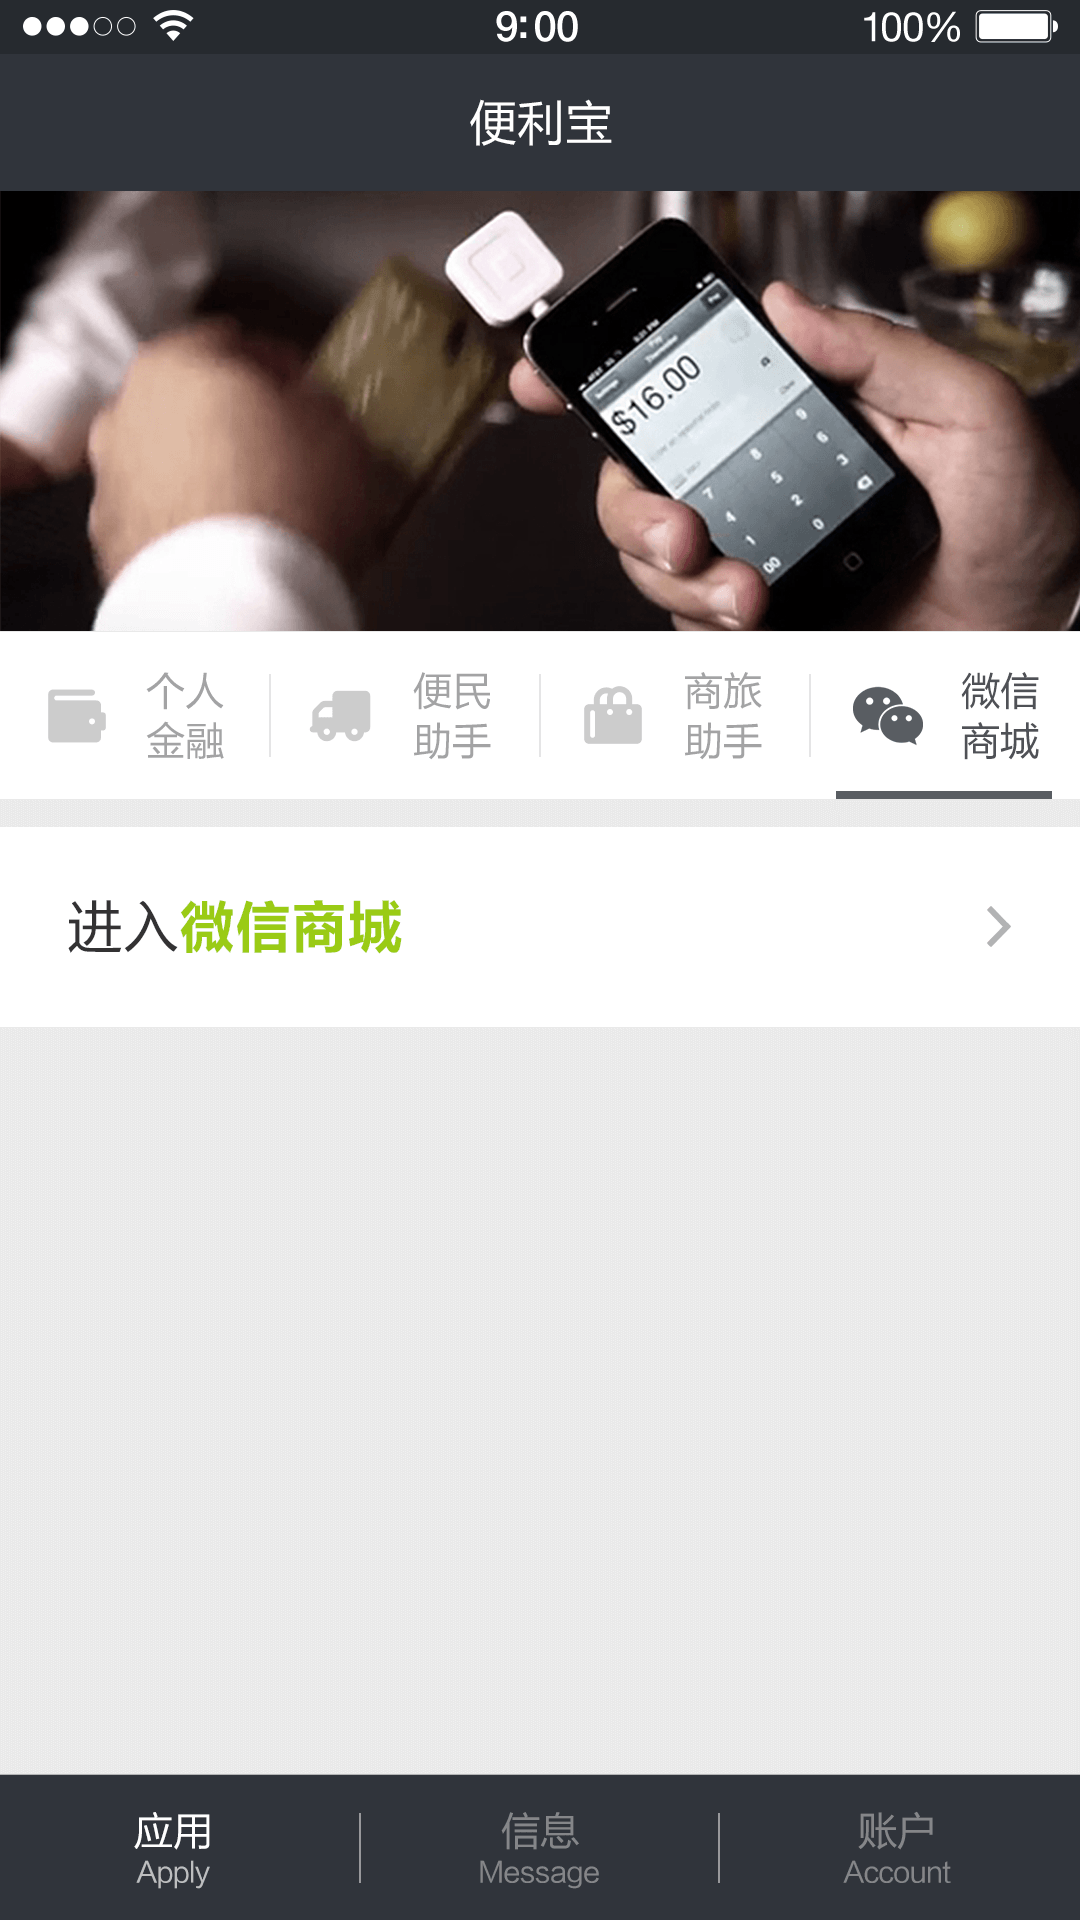 9:00
100%
便利宝
$16.00
个人
金融
便民
助手
商旅
助手
微信
商城
进入微信商城
应用
Apply
信息
Message
账户
Account